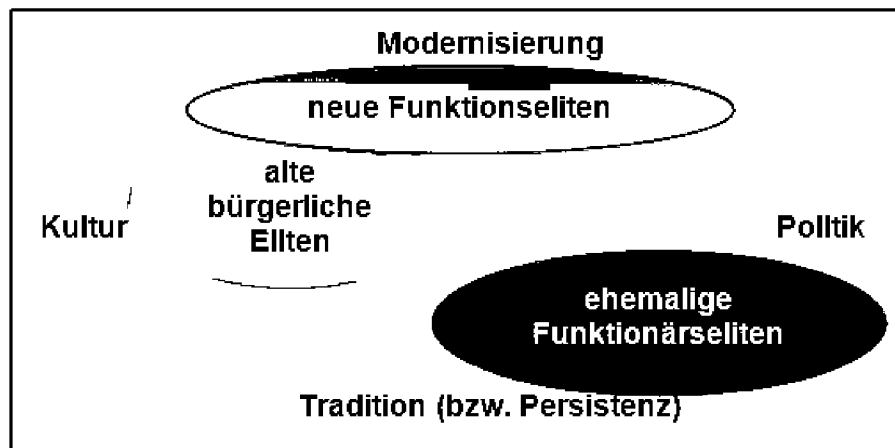 Modernisierung
neue Funktionseliten
alte
bürgerliche
Ellten
Kultur
Polltik
ehemalige
Funktionärseliten
Tradition (bzw. Persistenz)